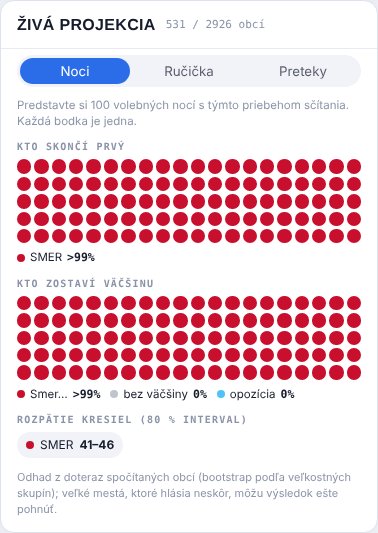 ŽIVÁ PROJEKCIA 531 / 2926 obcí
Noci Ručička Preteky
Predstavte si 100 volebných nocí s týmto priebehom sčítania.
Každá bodka je jedna.
KTO SKONČÍ PRVÝ
SMER >99%
KTO ZOSTAVÍ VÄČŠINU
Smer... >99% bez väčšiny 0% opozícia 0%
ROZPÄTIE KRESIEL (80 % INTERVAL)
SMER 41–46
Odhad z doteraz spočítaných obcí (bootstrap podľa veľkostných
skupín); veľké mestá, ktoré hlásia neskôr, môžu výsledok ešte
pohnúť.